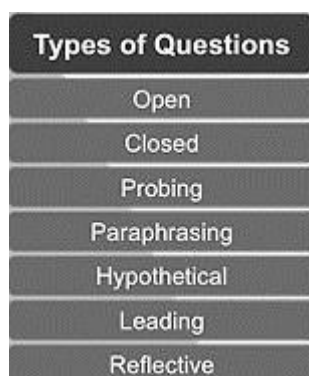 Types of Questions
Open
Closed
Probing
Paraphrasing
Hypothetical
Leading
Reflective